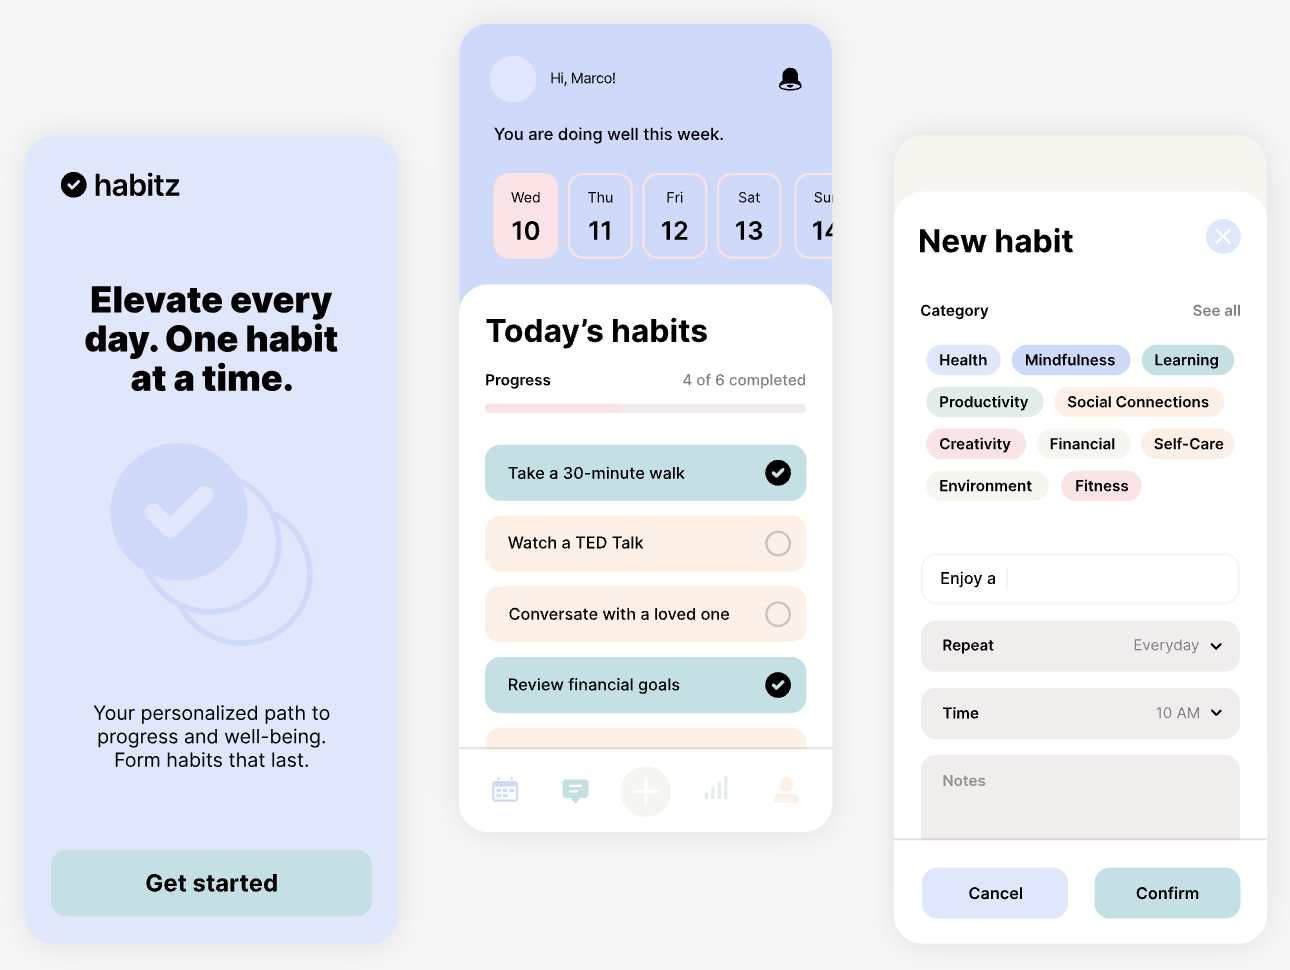 habitz
Elevate every
day. One habit
at a time.
Your personalized path to
progress and well-being.
Form habits that last.
Get started
Hi, Marco!
You are doing well this week.
Wed Thu Fri Sat Sun
10 11 12 13 14
Today’s habits
Progress 4 of 6 completed
Take a 30-minute walk
Watch a TED Talk
Conversate with a loved one
Review financial goals
New habit
Category See all
Health Mindfulness Learning
Productivity Social Connections
Creativity Financial Self-Care
Environment Fitness
Enjoy a
Repeat Everyday
Time 10 AM
Notes
Cancel Confirm